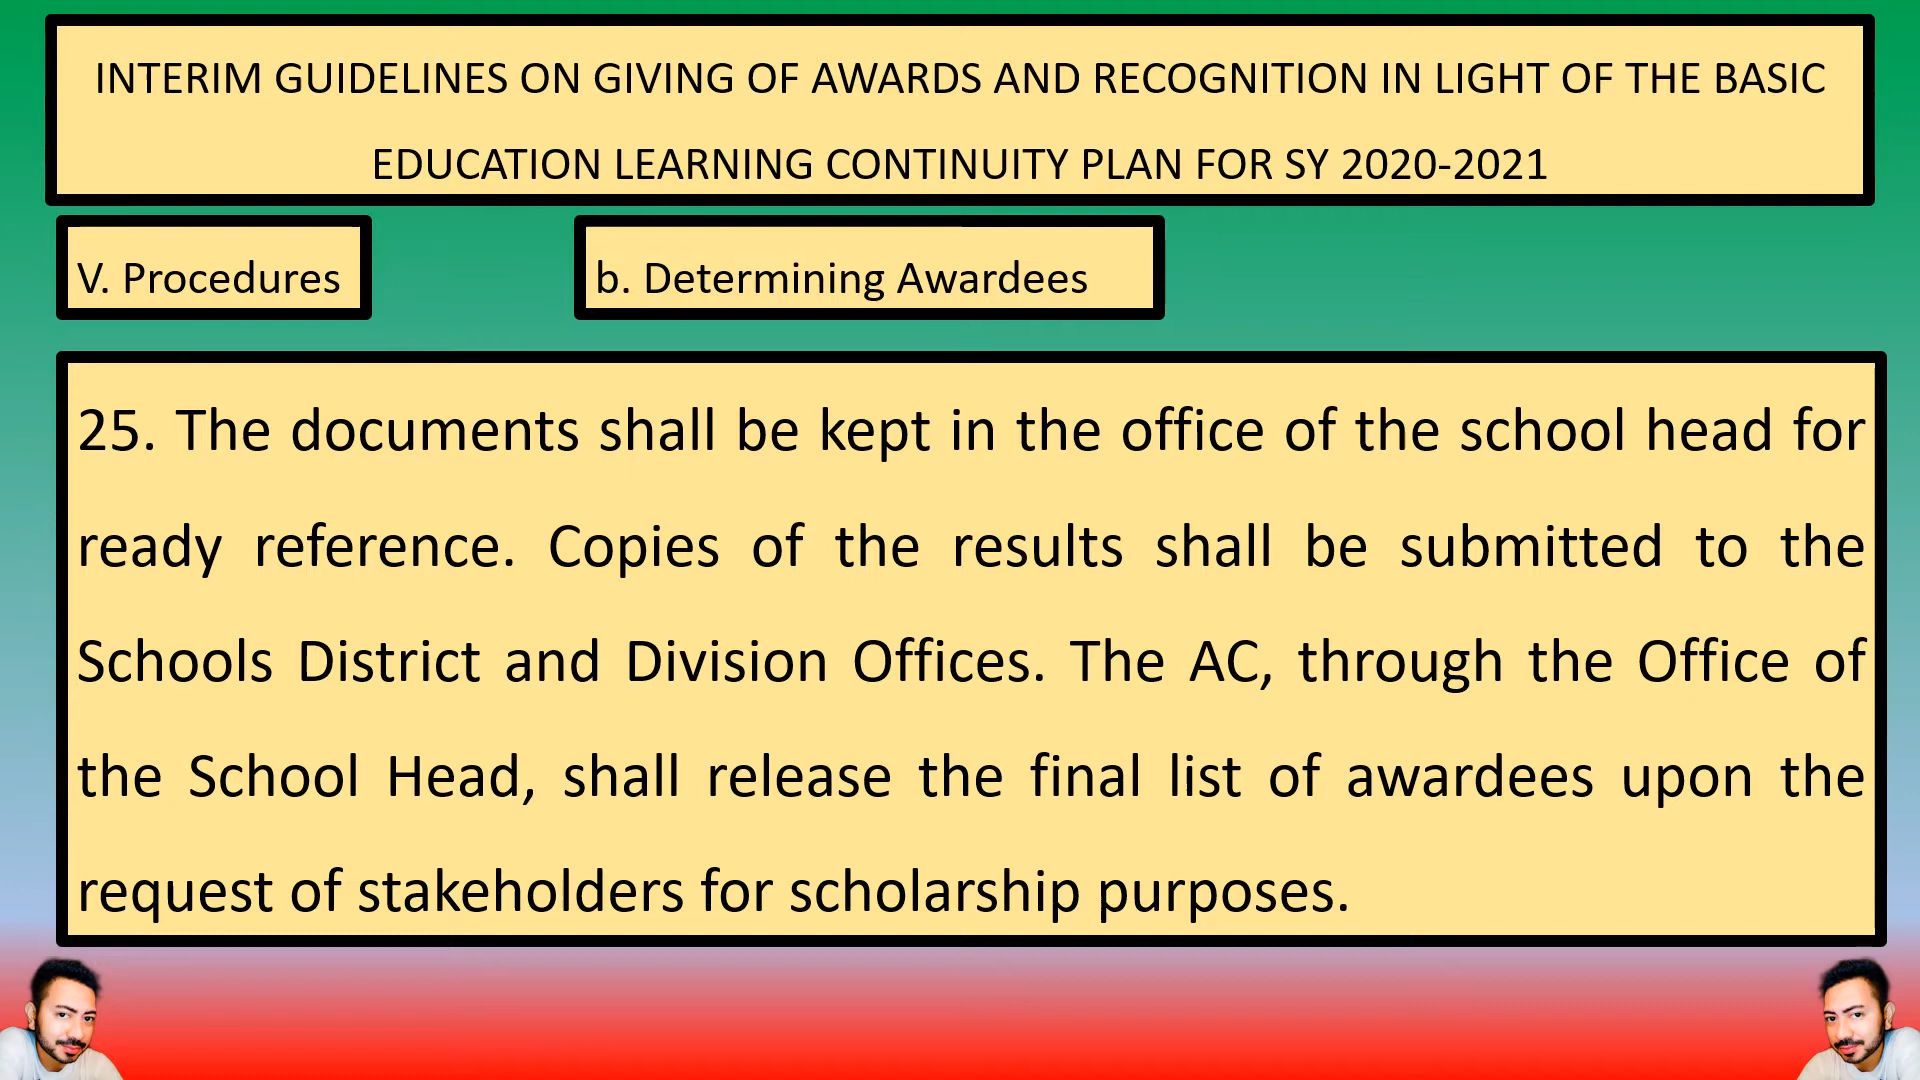 INTERIM GUIDELINES ON GIVING OF AWARDS AND RECOGNITION IN LIGHT OF THE BASIC
EDUCATION LEARNING CONTINUITY PLAN FOR SY 2020-2021
V. Procedures
b. Determining Awardees
25. The documents shall be kept in the office of the school head for
ready reference. Copies of the results shall be submitted to the
Schools District and Division Offices. The AC, through the Office of
the School Head, shall release the final list of awardees upon the
request of stakeholders for scholarship purposes.